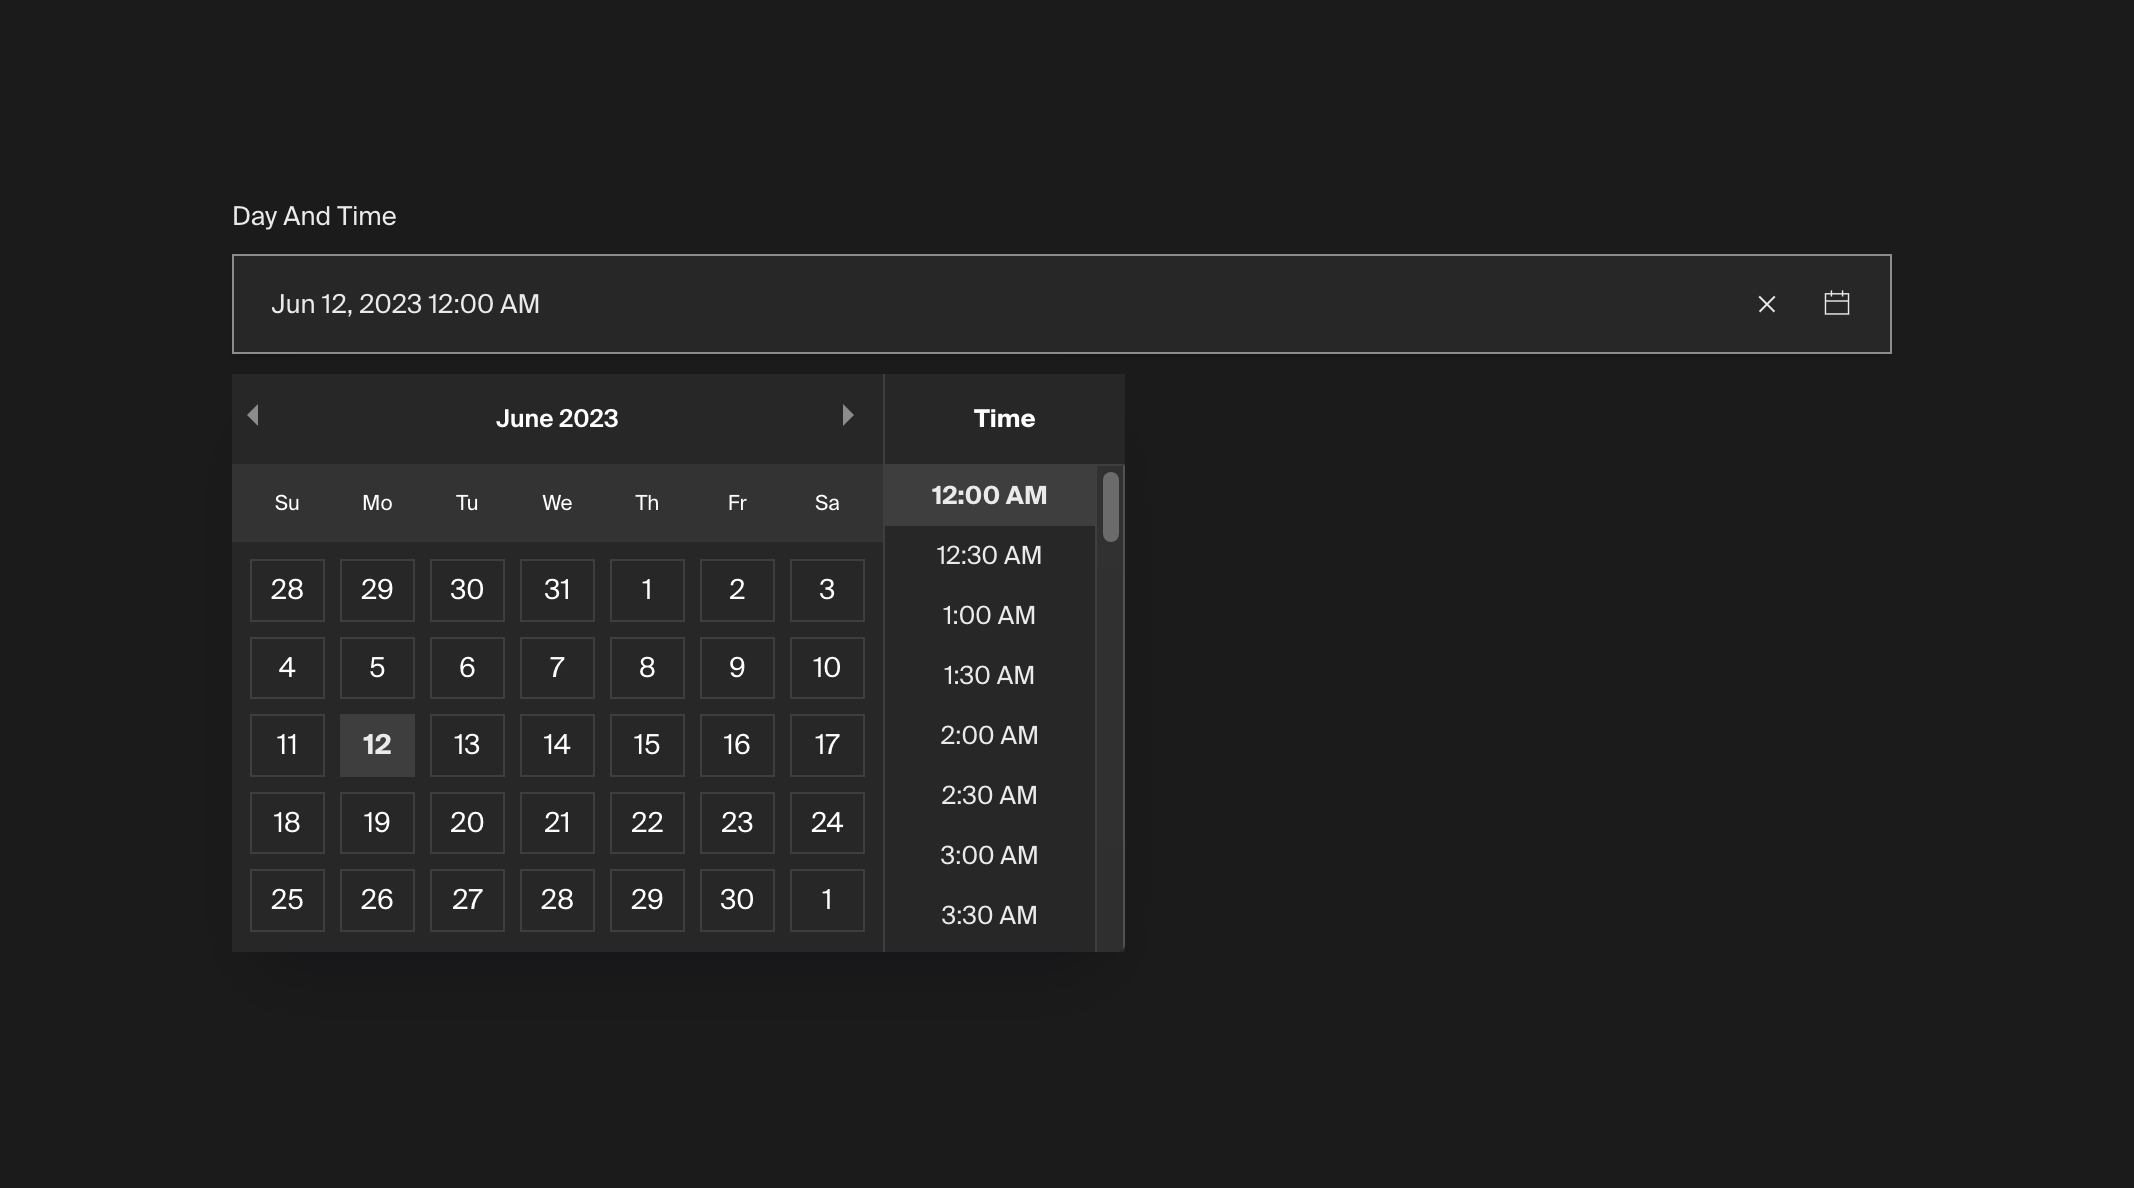 Day And Time
Jun 12, 2023 12:00 AM
June 2023
Su Mo Tu We Th Fr Sa
28 29 30 31 1 2 3
4 5 6 7 8 9 10
11 12 13 14 15 16 17
18 19 20 21 22 23 24
25 26 27 28 29 30 1
Time
12:00 AM
12:30 AM
1:00 AM
1:30 AM
2:00 AM
2:30 AM
3:00 AM
3:30 AM